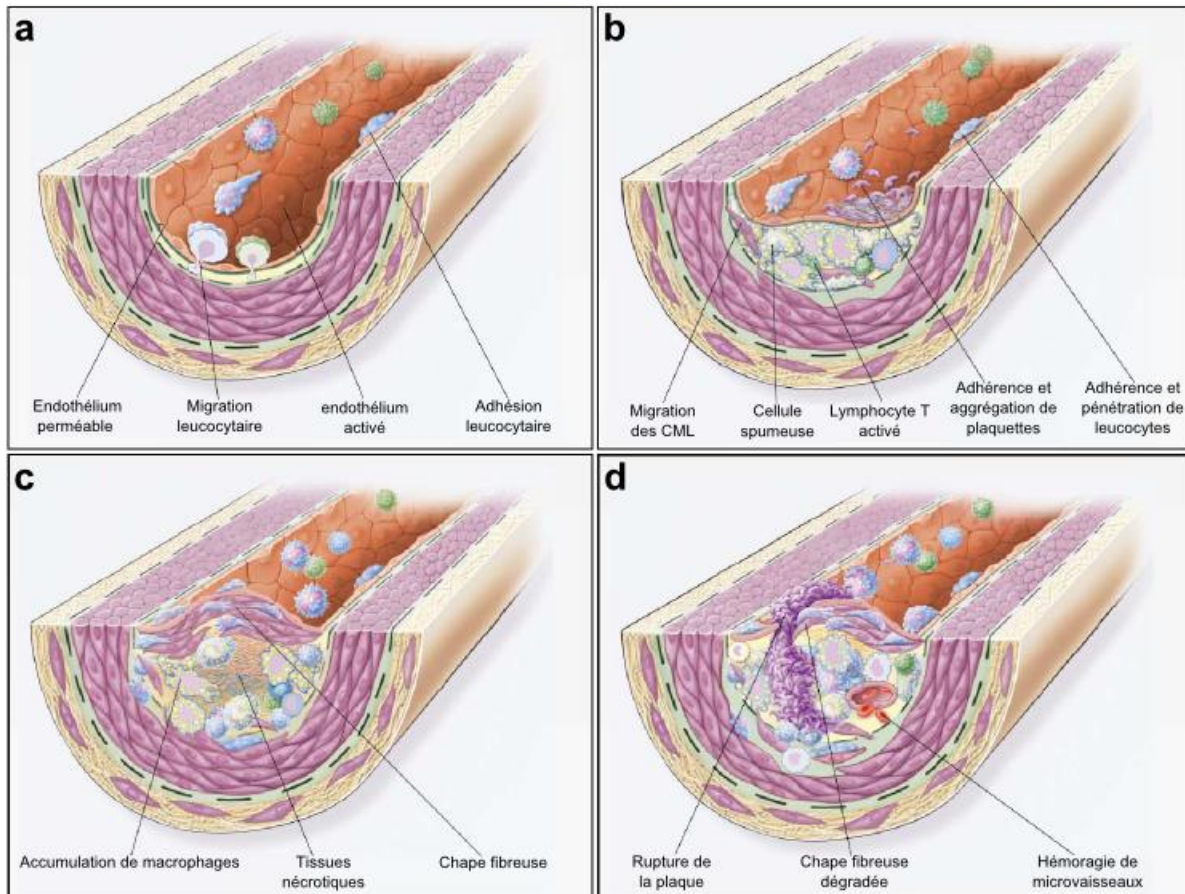 a
Endothélium
perméable
Migration
leucocytaire
endothélium
activé
Adhésion
leucocytaire
b
Migration
des CML
Cellule
spumeuse
Lymphocyte T
activé
Adhérence et
aggrégation de
plaquettes
Adhérence et
pénétration de
leucocytes
c
Accumulation de macrophages
Tissues
nécrotiques
Chape fibreuse
d
Rupture de
la plaque
Chape fibreuse
dégradée
Hémoragie de
microvaisseaux